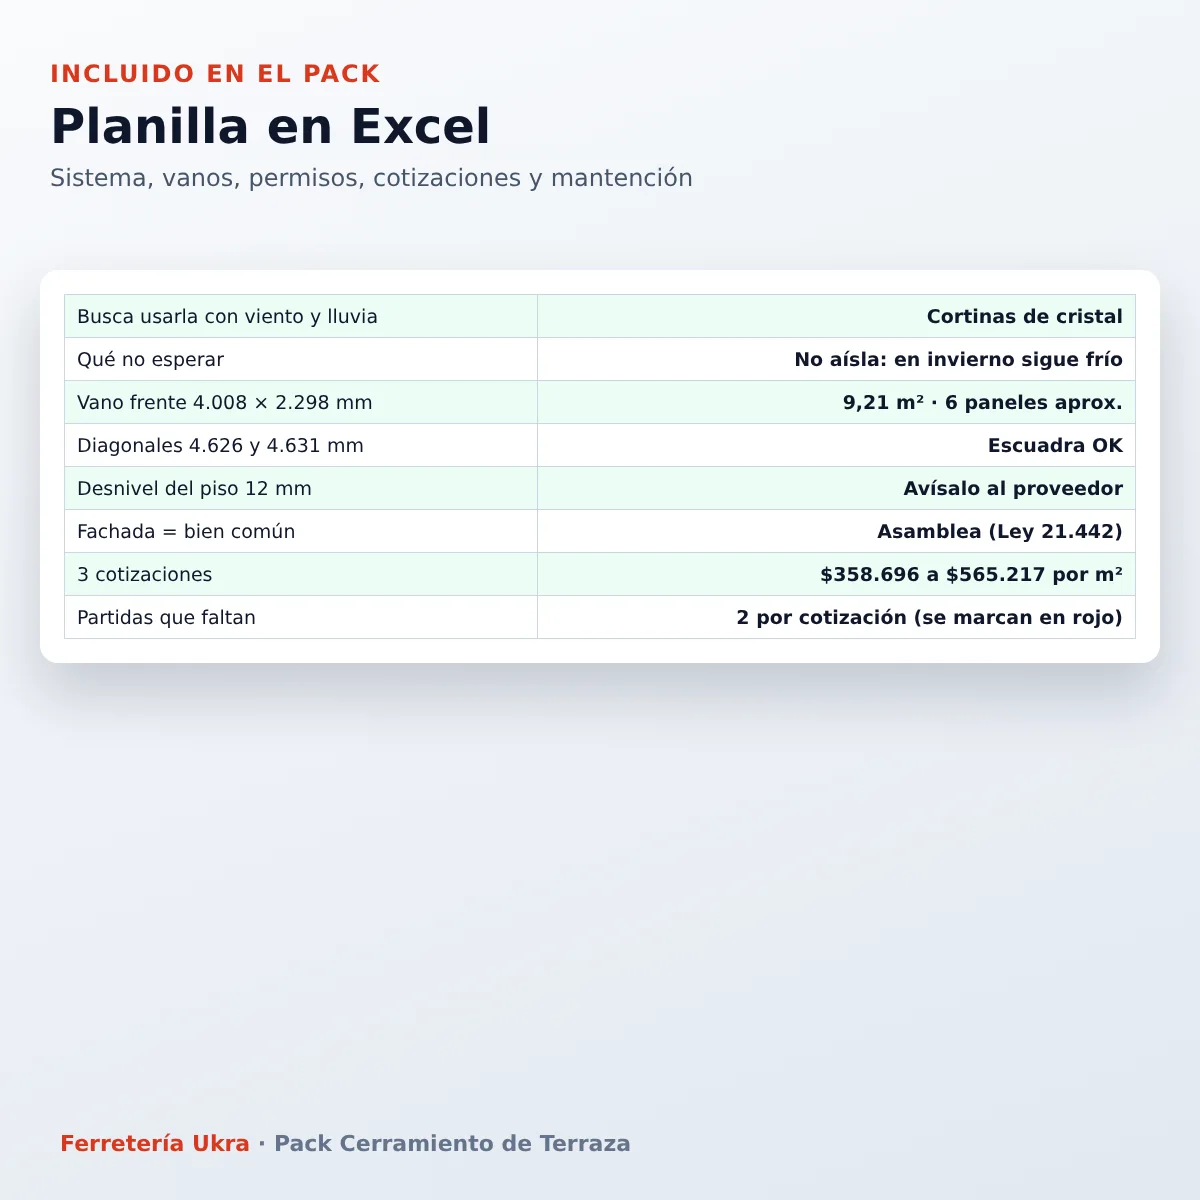 INCLUIDO EN EL PACK
Planilla en Excel
Sistema, vanos, permisos, cotizaciones y mantención
Busca usarla con viento y lluvia Cortinas de cristal
Qué no esperar No aísla: en invierno sigue frío
Vano frente 4.008 × 2.298 mm 9,21 m² · 6 paneles aprox.
Diagonales 4.626 y 4.631 mm Escuadra OK
Desnivel del piso 12 mm Avísalo al proveedor
Fachada = bien común Asamblea (Ley 21.442)
3 cotizaciones $358.696 a $565.217 por m²
Partidas que faltan 2 por cotización (se marcan en rojo)
Ferretería Ukra · Pack Cerramiento de Terraza